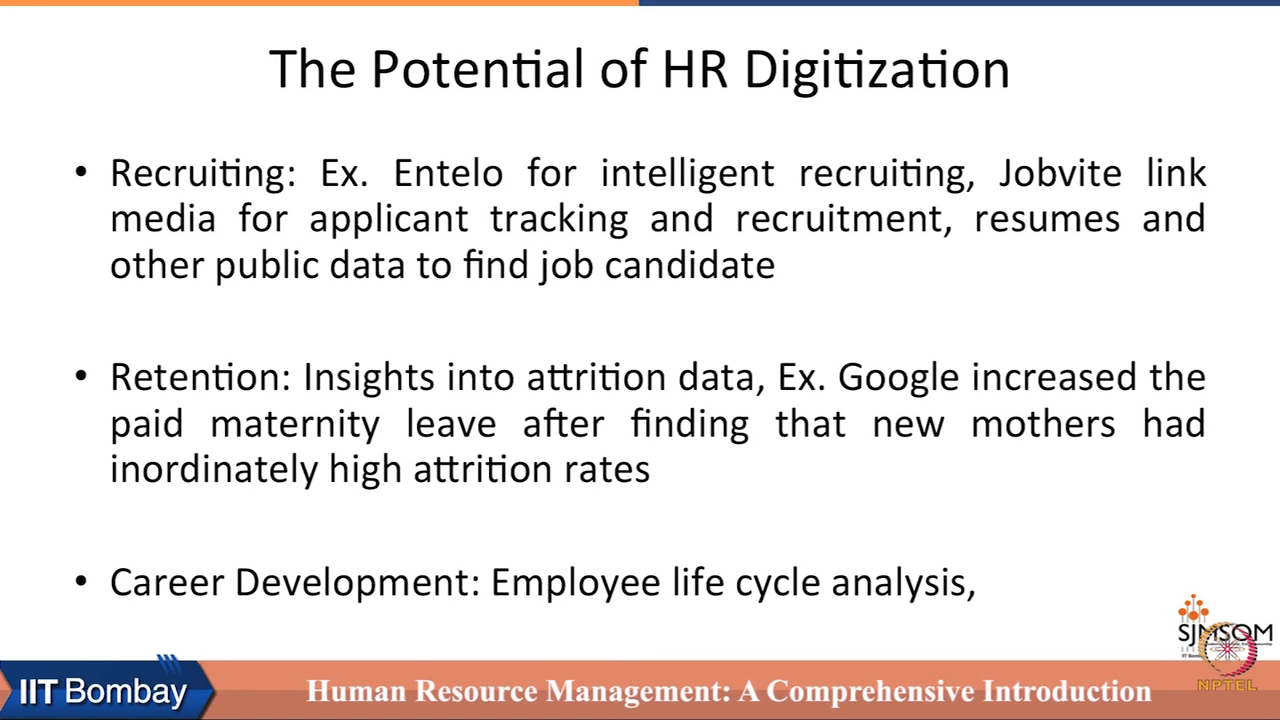 The Potential of HR Digitization
• Recruiting: Ex. Entelo for intelligent recruiting, Jobvite link
media for applicant tracking and recruitment, resumes and
other public data to find job candidate
• Retention: Insights into attrition data, Ex. Google increased the
paid maternity leave after finding that new mothers had
inordinately high attrition rates
• Career Development: Employee life cycle analysis,
SJMSOM
NPTEL
IIT Bombay
Human Resource Management: A Comprehensive Introduction